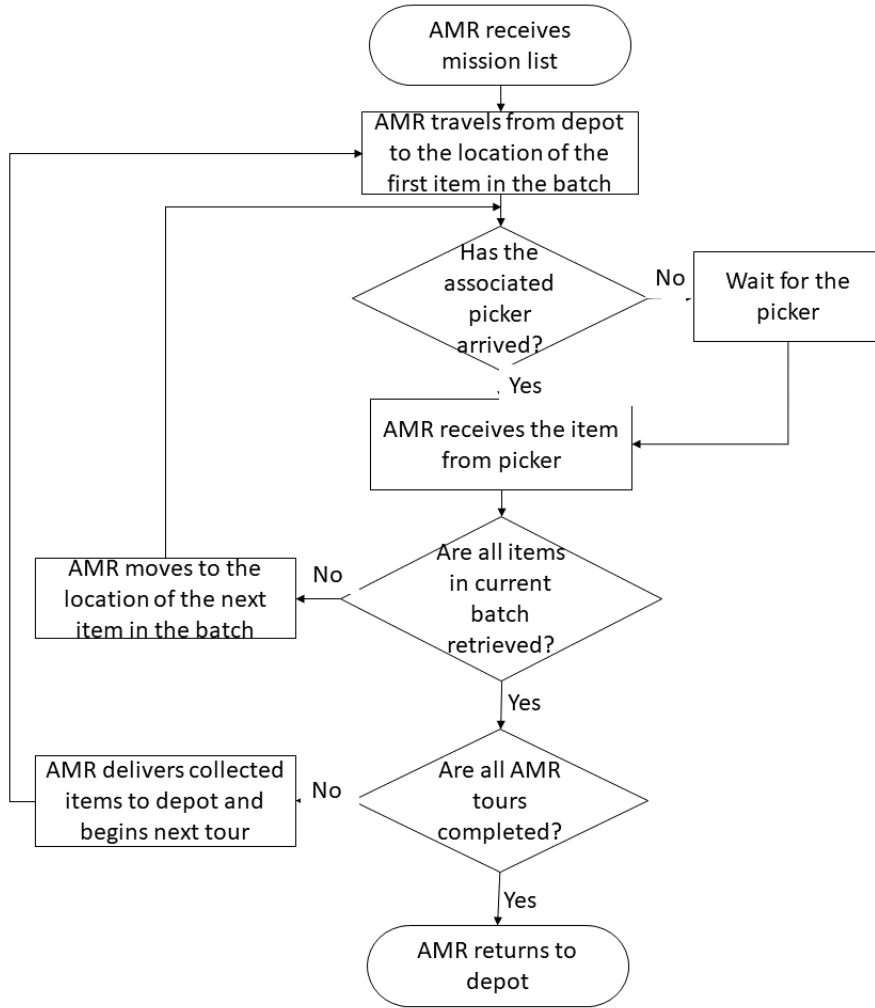 AMR receives
mission list
AMR travels from depot
to the location of the
first item in the batch
Has the
associated
picker
arrived?
No
Wait for the
picker
Yes
AMR receives the item
from picker
Are all items
in current
batch
retrieved?
No
AMR moves to the
location of the next
item in the batch
Yes
Are all AMR
tours
completed?
No
AMR delivers collected
items to depot and
begins next tour
Yes
AMR returns to
depot